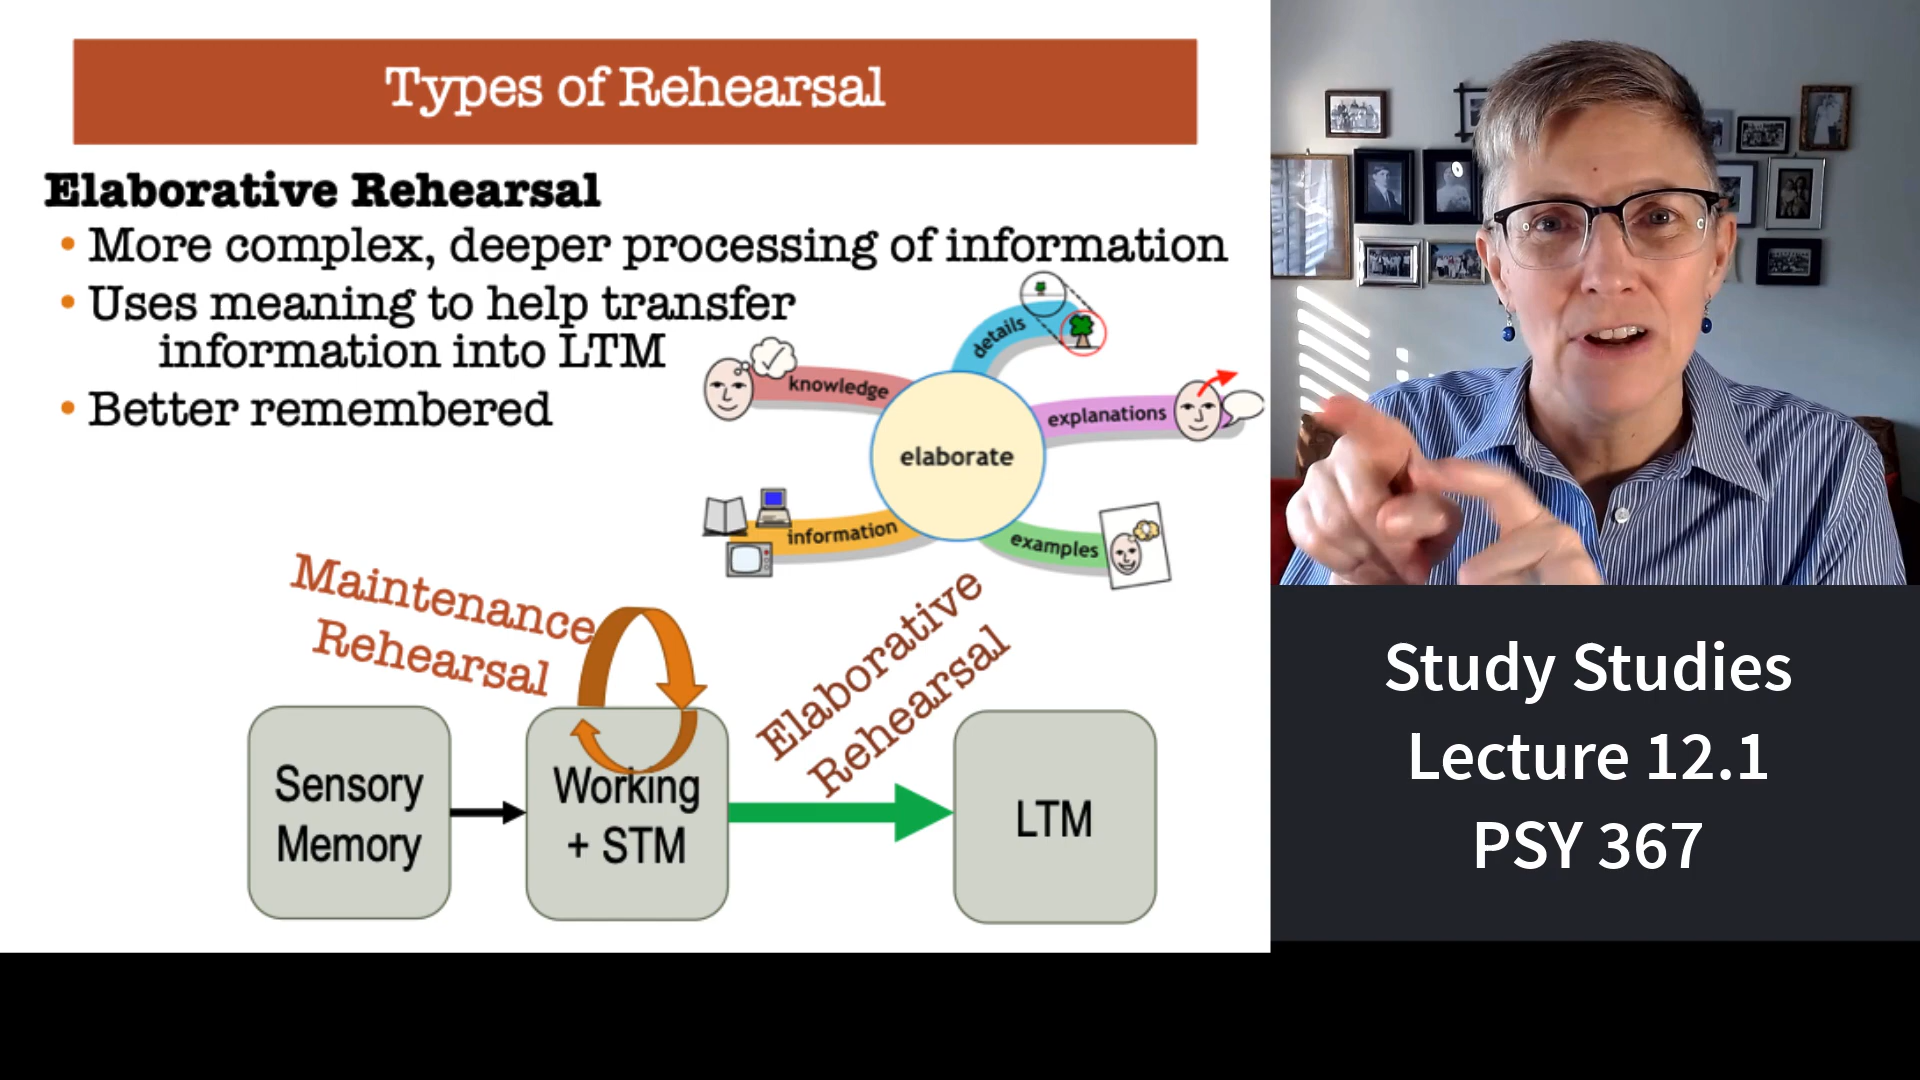 Types of Rehearsal
Elaborative Rehearsal
• More complex, deeper processing of information
• Uses meaning to help transfer
information into LTM
• Better remembered
details
knowledge
explanations
elaborate
information
examples
Maintenance
Rehearsal
Elaborative
Rehearsal
Sensory
Memory
Working
+ STM
LTM
Study Studies
Lecture 12.1
PSY 367